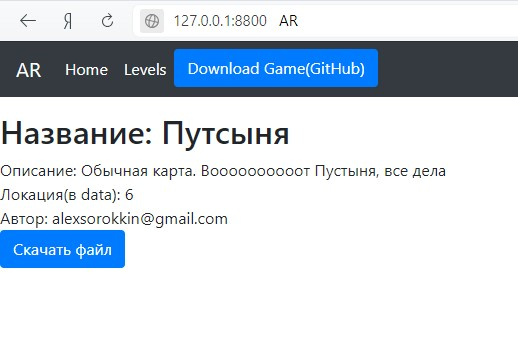 Я 127.0.0.1:8800 AR
AR Home Levels Download Game(GitHub)
Название: Путсыня
Описание: Обычная карта. Воооооооооот Пустыня, все дела
Локация(в data): 6
Автор: alexsorokkin@gmail.com
Скачать файл